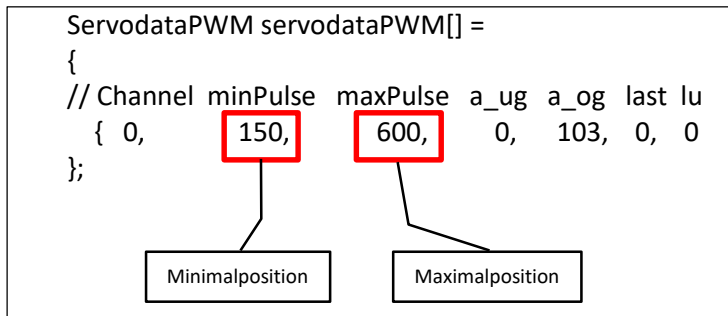 ServodataPWM servodataPWM[] =
{
// Channel minPulse maxPulse a_ug a_og last lu
{ 0, 150, 600, 0, 103, 0, 0
};
Minimalposition Maximalposition